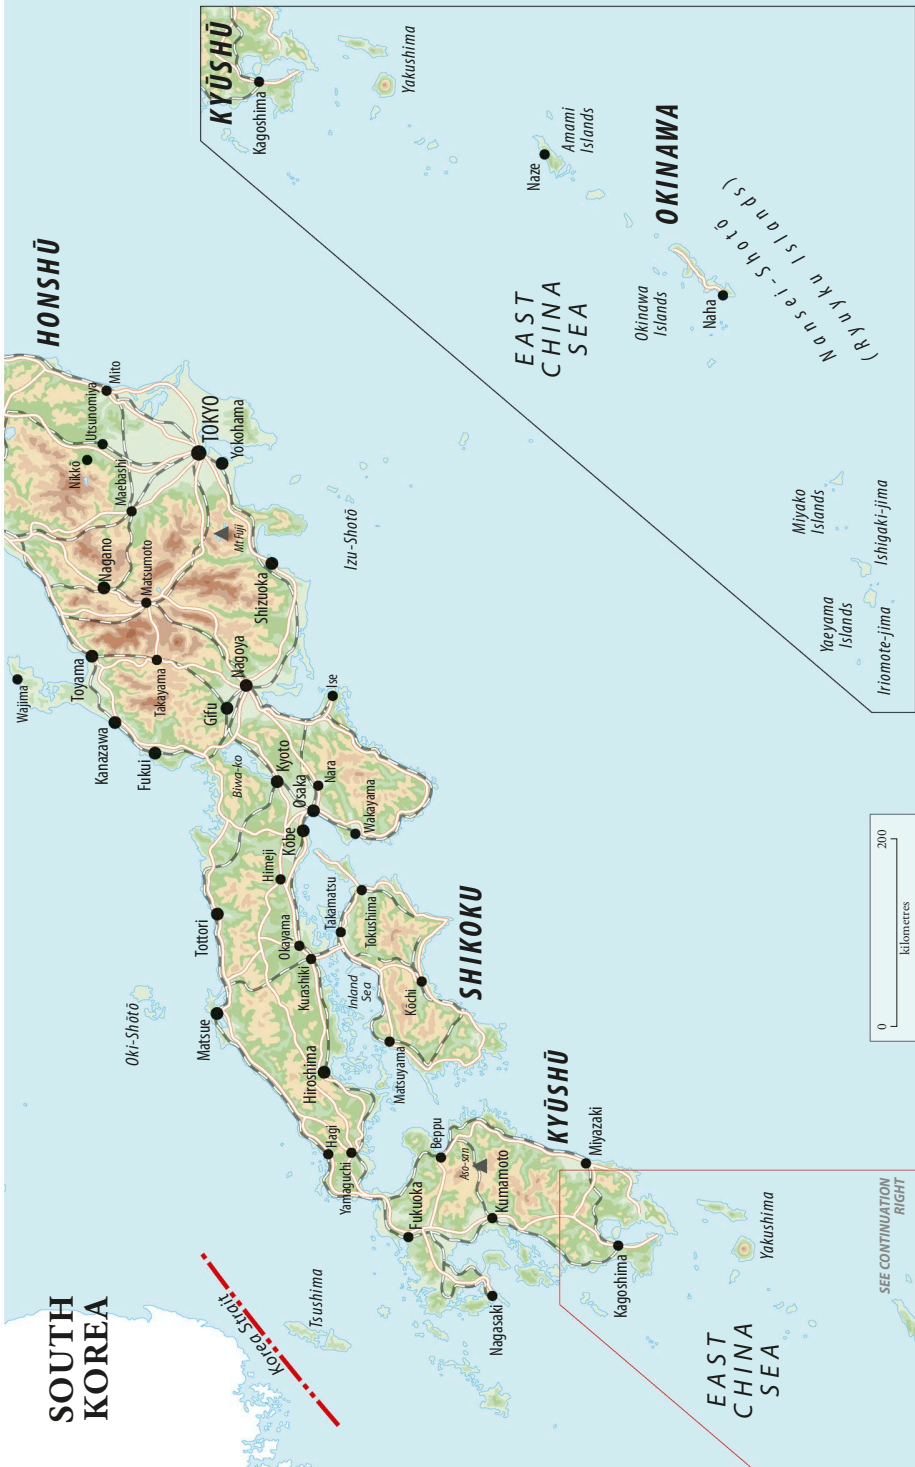 SOUTH
KOREA
Korea Strait
Tsushima
Oki-Shōtō
Wajima
HONSHŪ
Nikkō
Utsunomiya
Mito
Maebashi
TOKYO
Yokohama
Nagano
Matsumoto
Mt Fuji
Toyama
Takayama
Kanazawa
Fukui
Gifu
Nagoya
Shizuoka
Izu-Shotō
Ise
Biwa-ko
Kyoto
Osaka
Nara
Wakayama
Kōbe
Himeji
Tottori
Matsue
Okayama
Kurashiki
Takamatsu
Tokushima
Inland
Sea
Kōchi
SHIKOKU
Matsuyama
Hiroshima
Hagi
Yamaguchi
Fukuoka
Beppu
Aso-san
Kumamoto
KYŪSHŪ
Miyazaki
Nagasaki
Kagoshima
Yakushima
EAST
CHINA
SEA
SEE CONTINUATION
RIGHT
0
200
kilometres
KYŪSHŪ
Kagoshima
Yakushima
Naze
Amami
Islands
OKINAWA
EAST
CHINA
SEA
Okinawa
Islands
Naha
Nansei-Shotō
(Ryuyku Islands)
Miyako
Islands
Ishigaki-jima
Yaeyama
Islands
Iriomote-jima